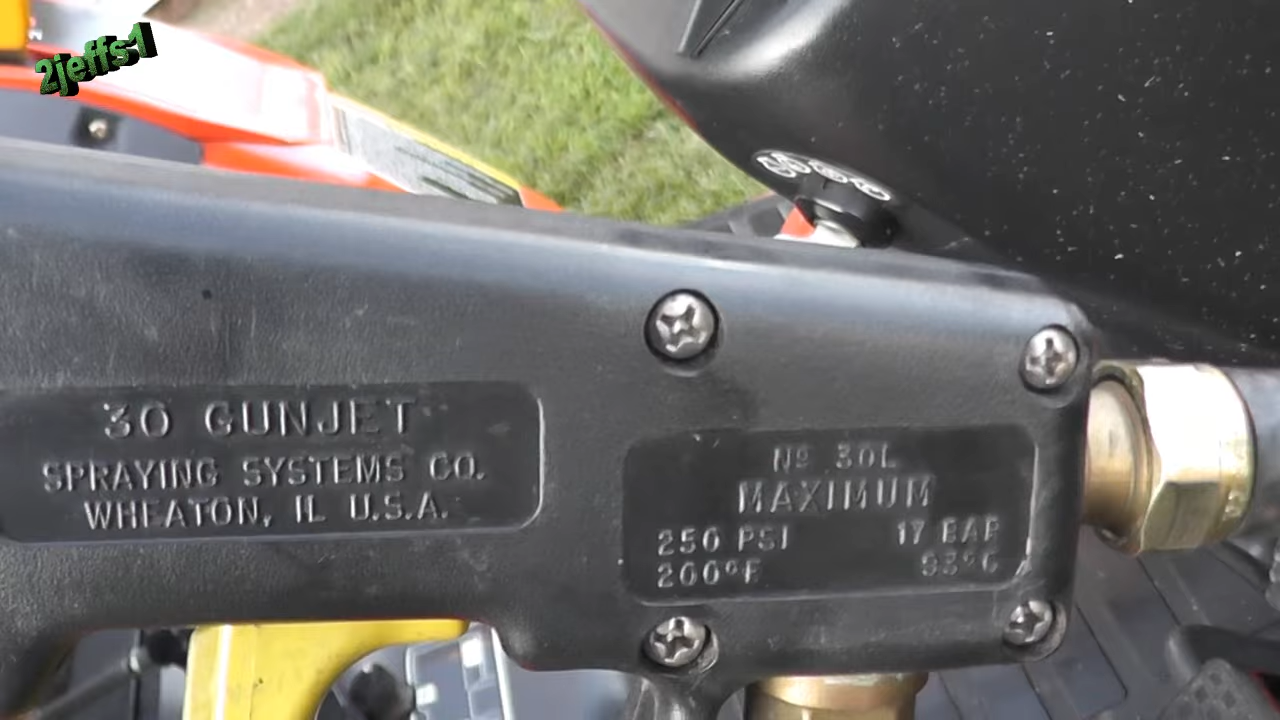 2jeffs1
30 GUNJET
SPRAYING SYSTEMS CO.
WHEATON, IL U.S.A.
Nº 30L
MAXIMUM
250 PSI 17 BAR
200°F 93°C